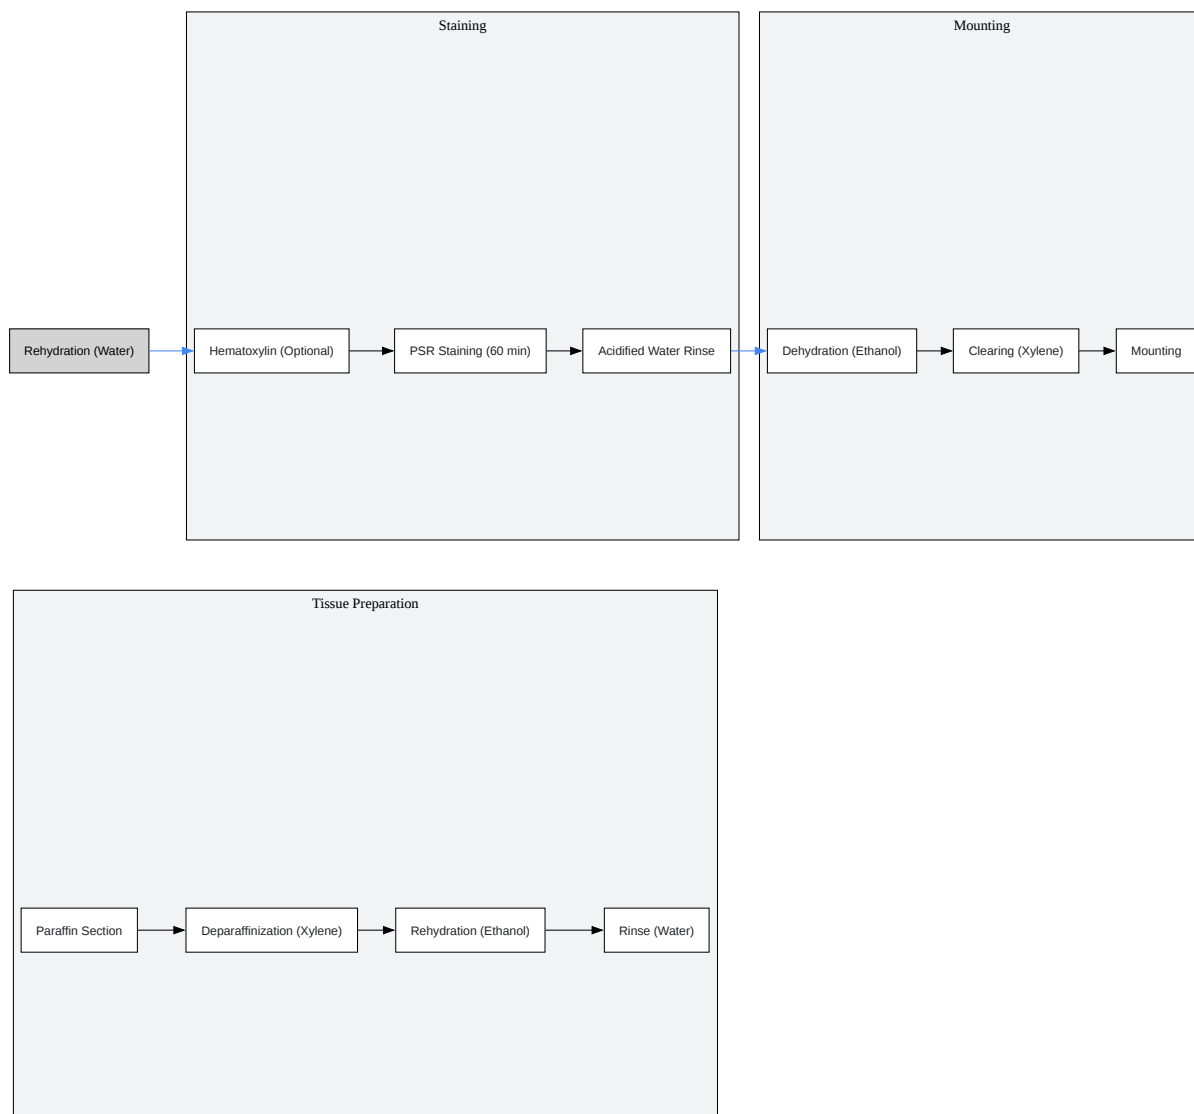 Staining
Mounting
Rehydration (Water)
Hematoxylin (Optional)
PSR Staining (60 min)
Acidified Water Rinse
Dehydration (Ethanol)
Clearing (Xylene)
Mounting
Tissue Preparation
Paraffin Section
Deparaffinization (Xylene)
Rehydration (Ethanol)
Rinse (Water)